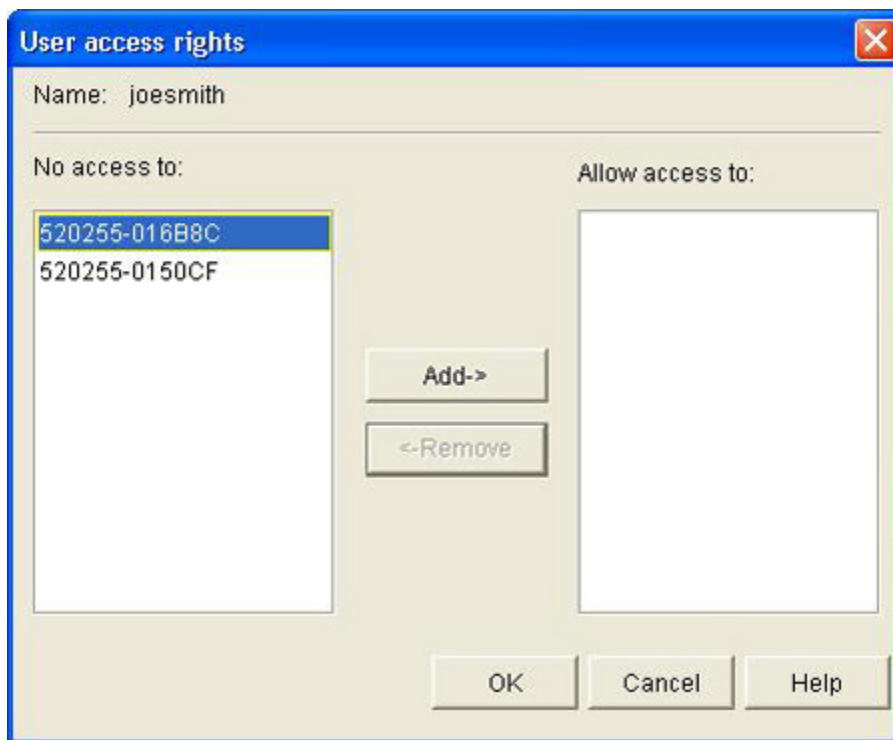 User access rights
Name: joesmith
No access to:
Allow access to:
520255-016B8C
520255-0150CF
Add->
<-Remove
OK
Cancel
Help